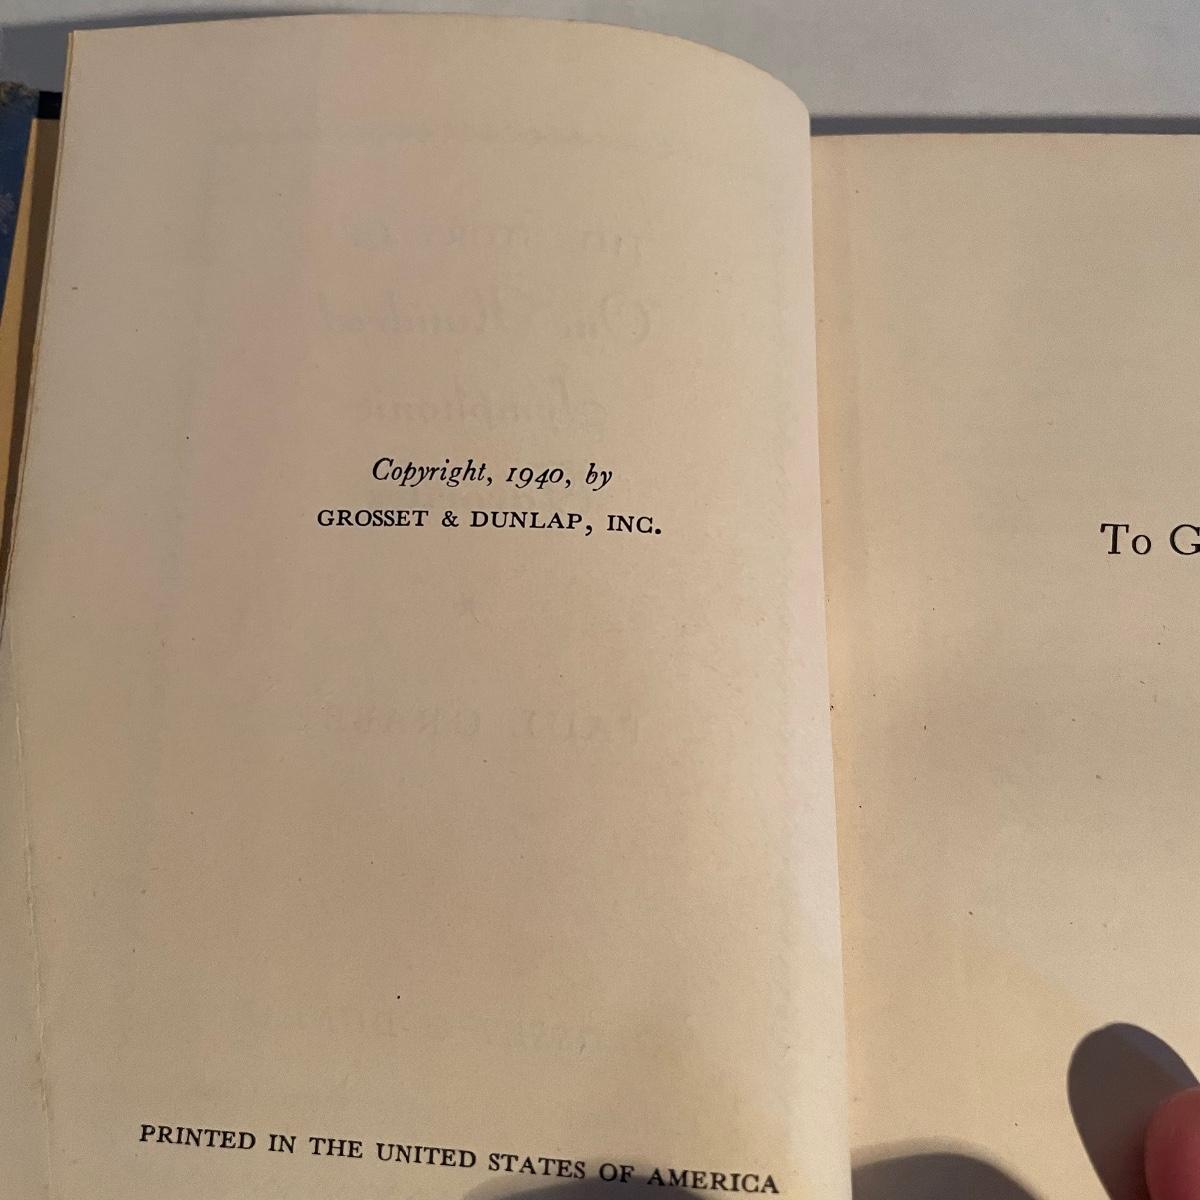 Copyright, 1940, by
GROSSET & DUNLAP, INC.
PRINTED IN THE UNITED STATES OF AMERICA
To G